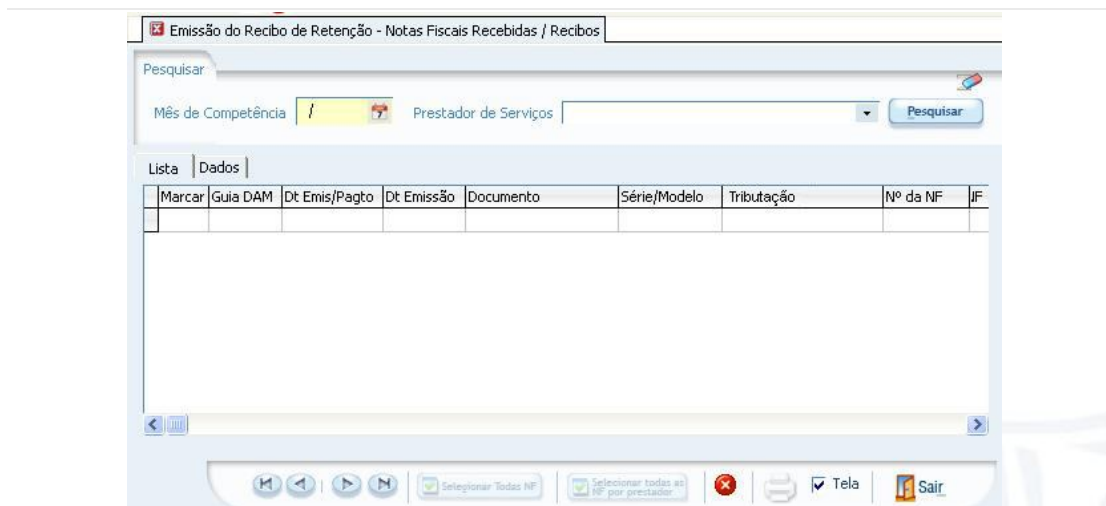 Emissão do Recibo de Retenção - Notas Fiscais Recebidas / Recibos
Pesquisar
Mês de Competência / Prestador de Serviços Pesquisar
Lista Dados
Marcar Guia DAM Dt Emis/Pagto Dt Emissão Documento Série/Modelo Tributação Nº da NF
Selecionar Todas NF Selecionar todas as NF por prestador Tela Sair